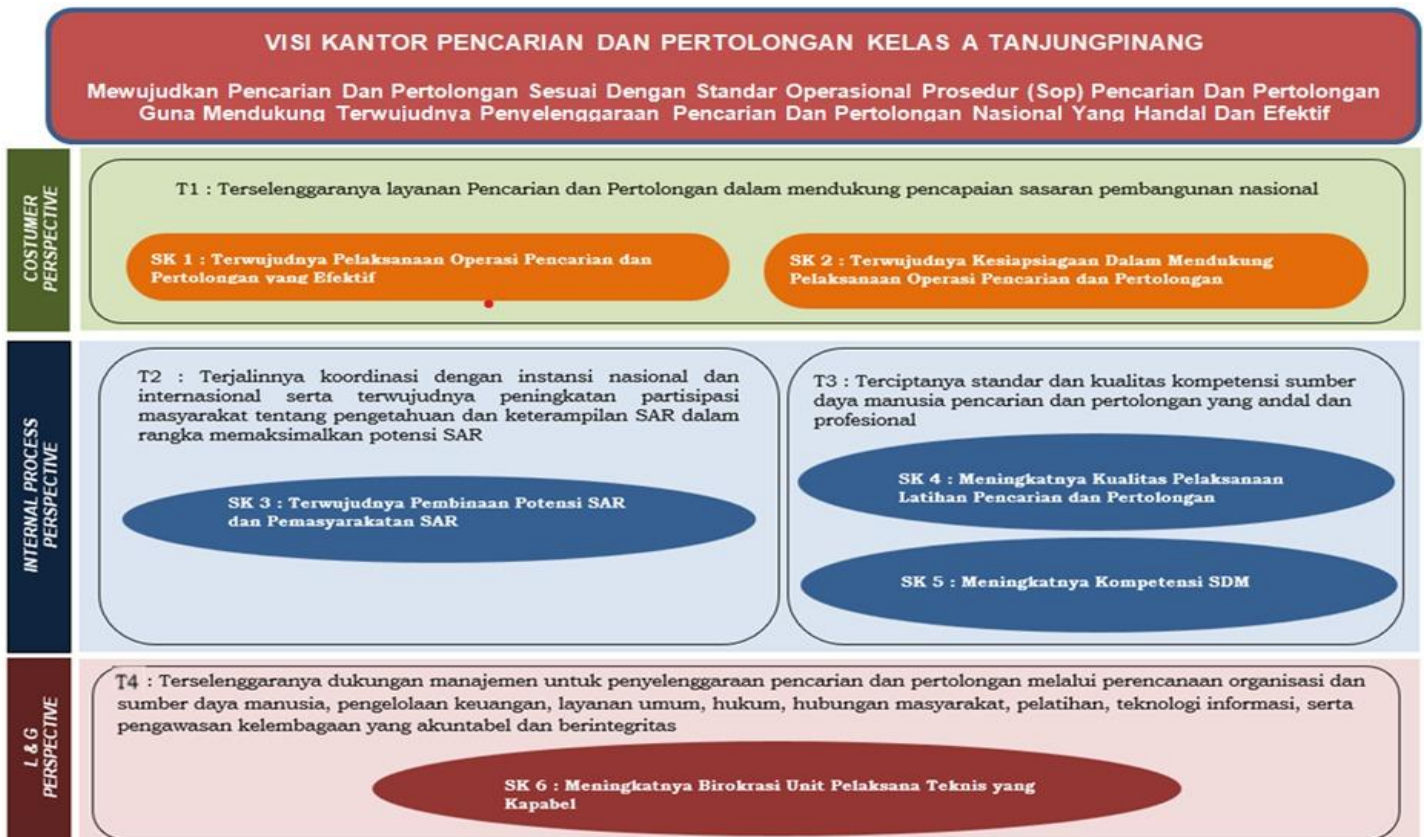 VISI KANTOR PENCARIAN DAN PERTOLONGAN KELAS A TANJUNGPINANG
Mewujudkan Pencarian Dan Pertolongan Sesuai Dengan Standar Operasional Prosedur (Sop) Pencarian Dan Pertolongan
Guna Mendukung Terwujudnya Penyelenggaraan Pencarian Dan Pertolongan Nasional Yang Handal Dan Efektif
COSTUMER
PERSPECTIVE
T1 : Terselenggaranya layanan Pencarian dan Pertolongan dalam mendukung pencapaian sasaran pembangunan nasional
SK 1 : Terwujudnya Pelaksanaan Operasi Pencarian dan
Pertolongan yang Efektif
SK 2 : Terwujudnya Kesiapsiagaan Dalam Mendukung
Pelaksanaan Operasi Pencarian dan Pertolongan
INTERNAL PROCESS
PERSPECTIVE
T2 : Terjalinnya koordinasi dengan instansi nasional dan
internasional serta terwujudnya peningkatan partisipasi
masyarakat tentang pengetahuan dan keterampilan SAR dalam
rangka memaksimalkan potensi SAR
SK 3 : Terwujudnya Pembinaan Potensi SAR
dan Pemasyarakatan SAR
T3 : Terciptanya standar dan kualitas kompetensi sumber
daya manusia pencarian dan pertolongan yang andal dan
profesional
SK 4 : Meningkatnya Kualitas Pelaksanaan
Latihan Pencarian dan Pertolongan
SK 5 : Meningkatnya Kompetensi SDM
L & G
PERSPECTIVE
T4 : Terselenggaranya dukungan manajemen untuk penyelenggaraan pencarian dan pertolongan melalui perencanaan organisasi dan
sumber daya manusia, pengelolaan keuangan, layanan umum, hukum, hubungan masyarakat, pelatihan, teknologi informasi, serta
pengawasan kelembagaan yang akuntabel dan berintegritas
SK 6 : Meningkatnya Birokrasi Unit Pelaksana Teknis yang
Kapabel